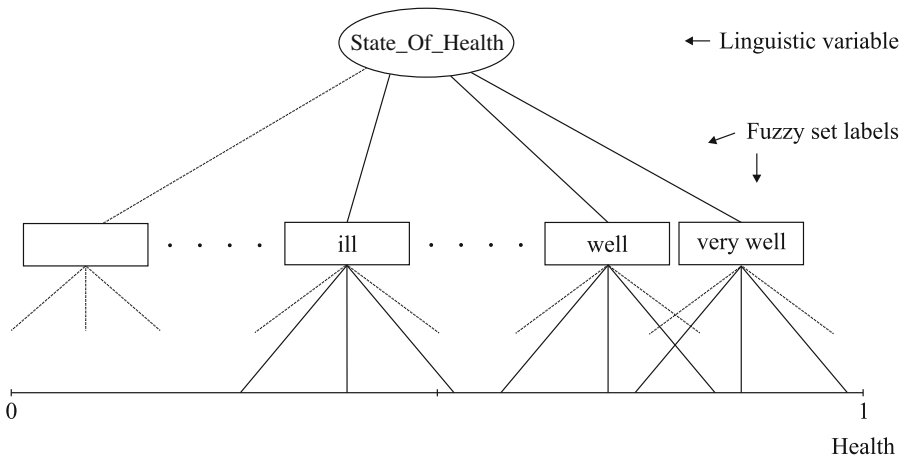 State_Of_Health
Linguistic variable
Fuzzy set labels
ill
well
very well
0
1
Health